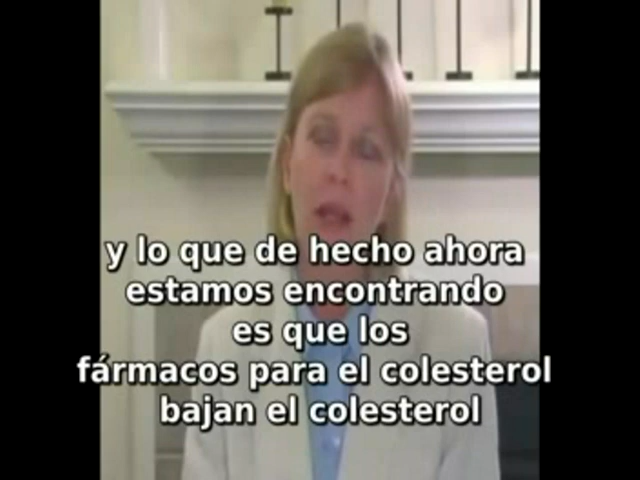 y lo que de hecho ahora
estamos encontrando
es que los
fármacos para el colesterol
bajan el colesterol